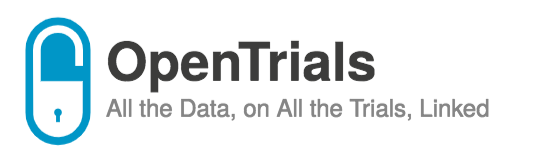 OpenTrials
All the Data, on All the Trials, Linked